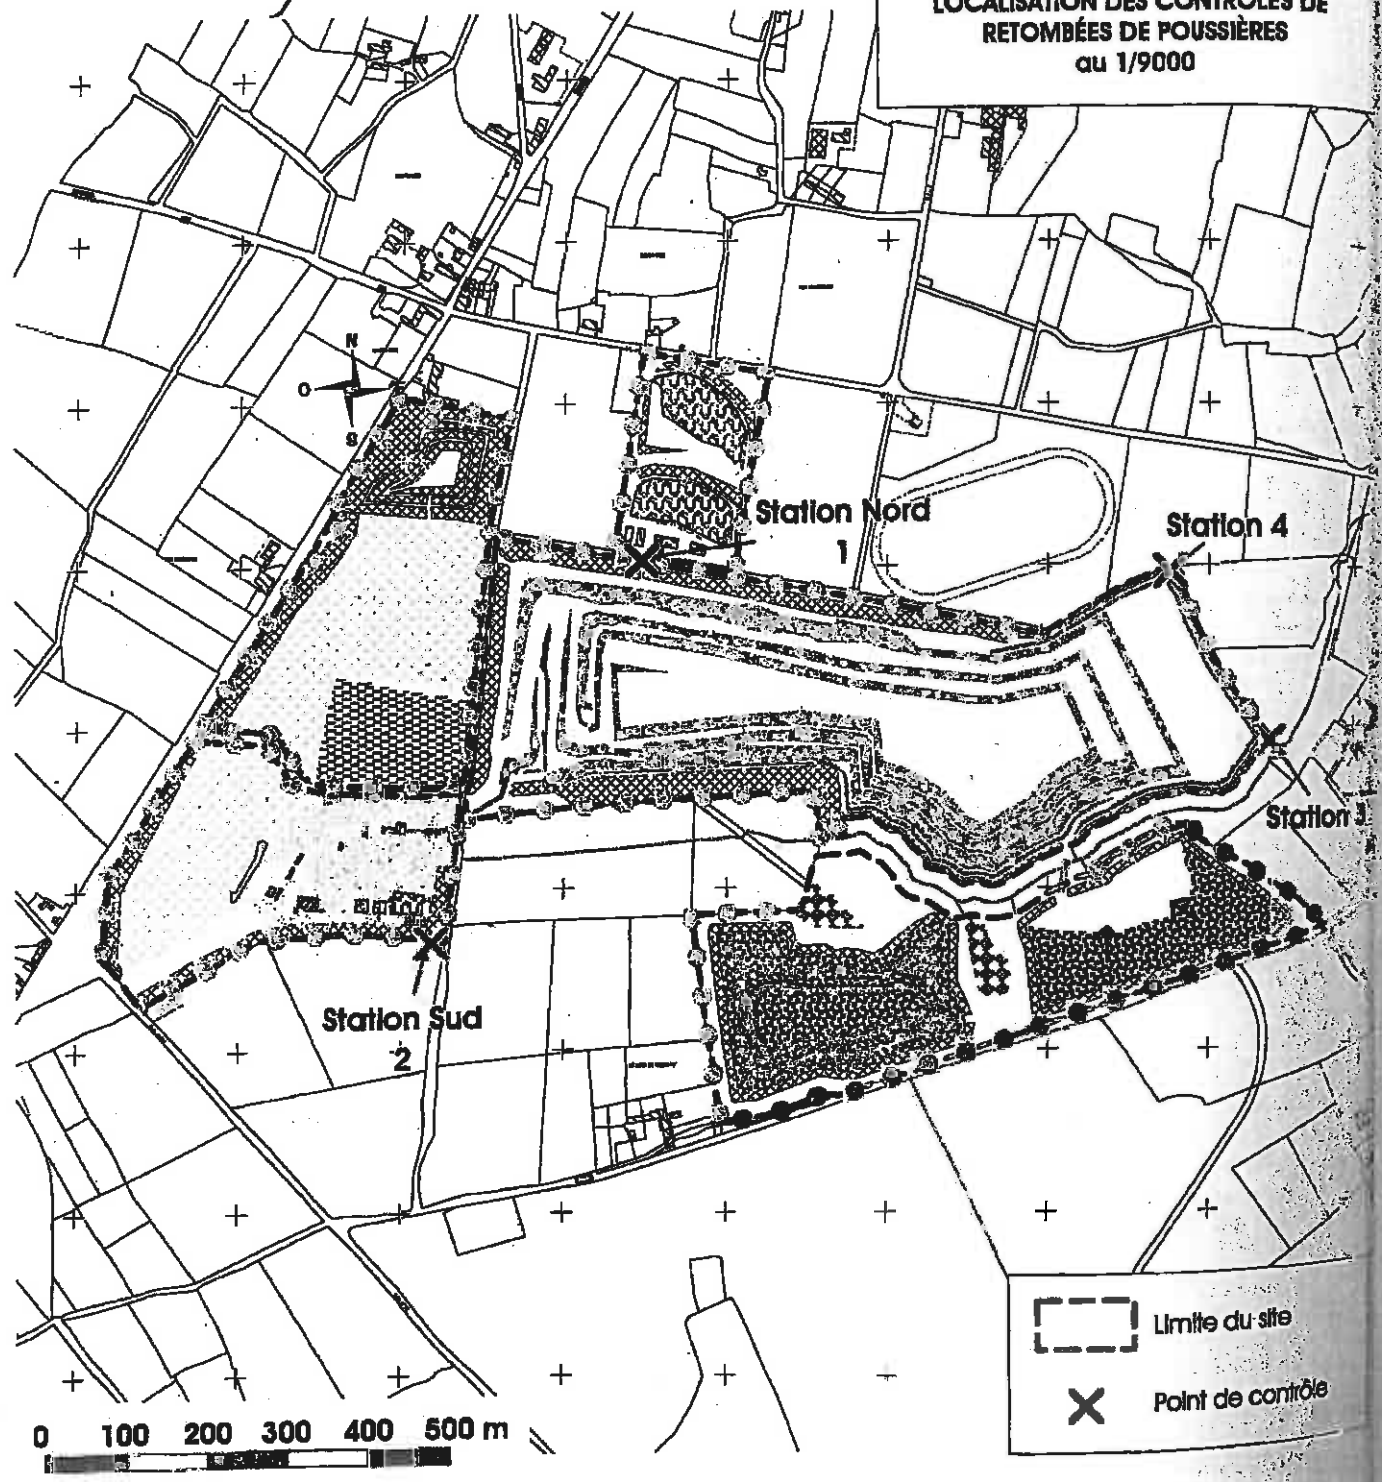 LOCALISATION DES CONTRÔLES DE
RETOMBÉES DE POUSSIÈRES
au 1/9000
N
O
S
Station Nord
1
Station 4
Station 3
Station Sud
2
Limite du site
Point de contrôle
0 100 200 300 400 500 m